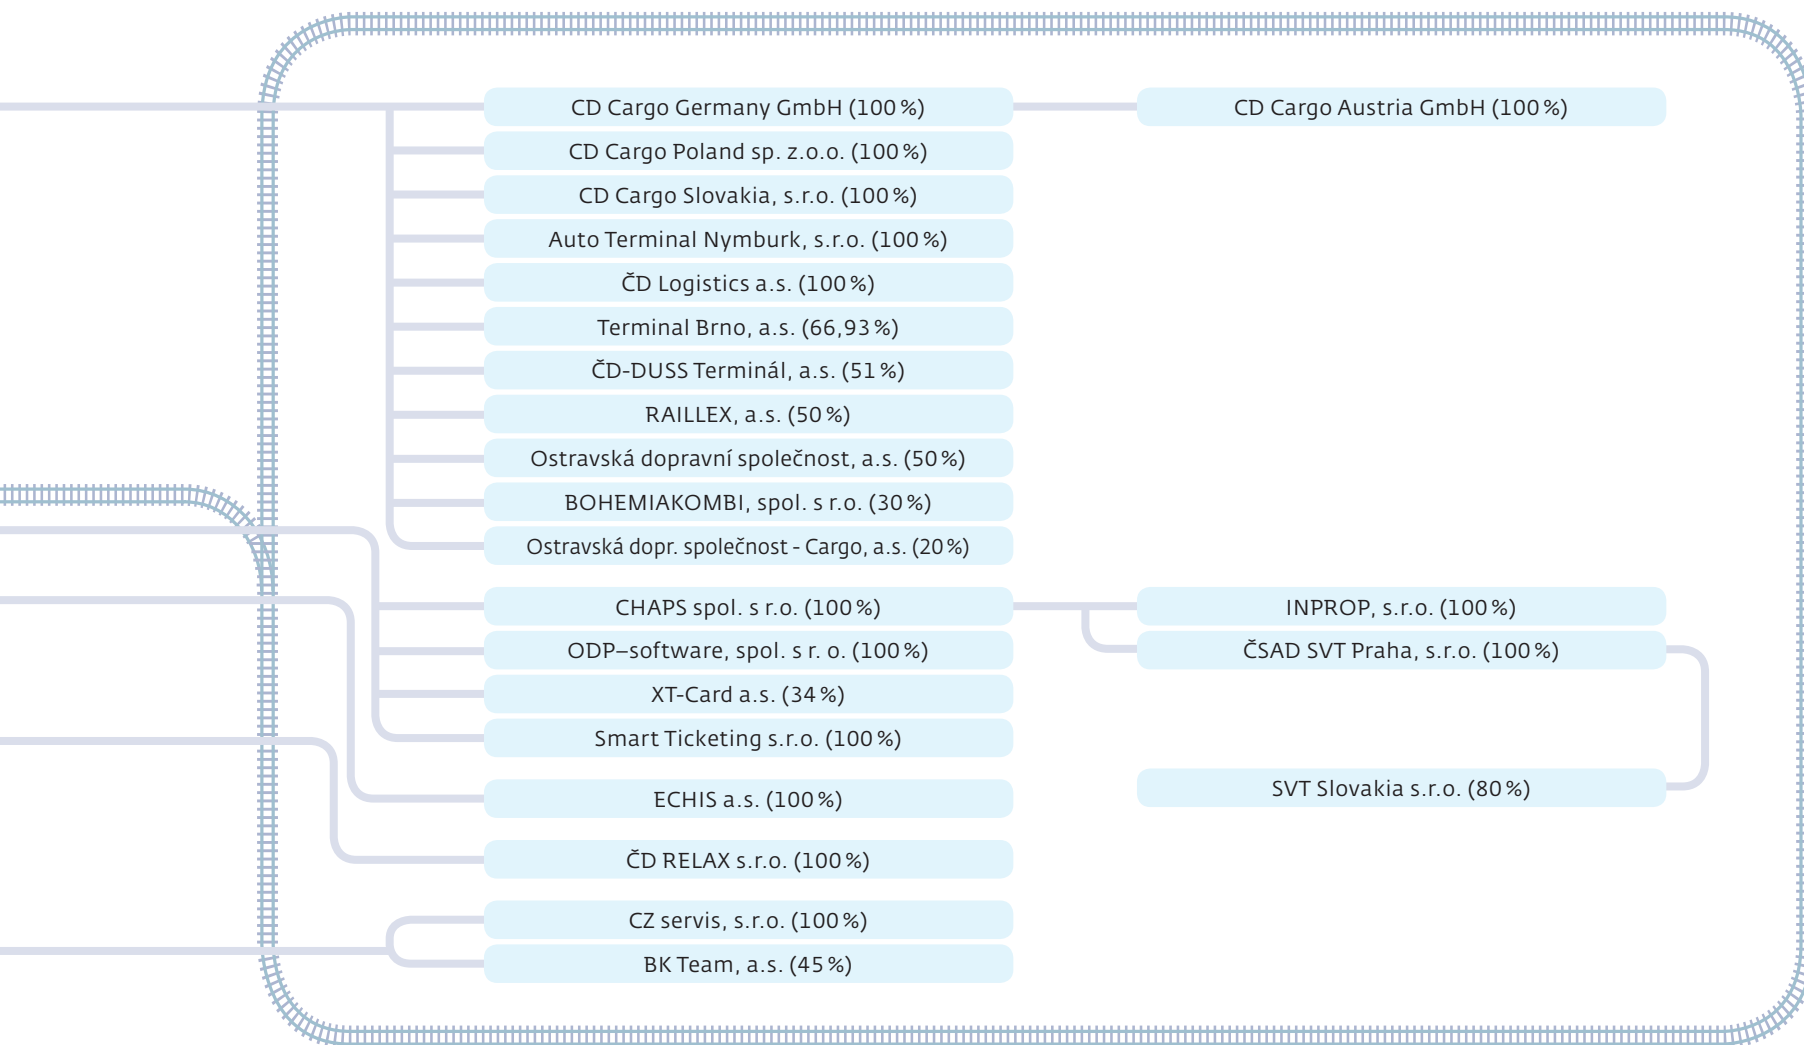 CD Cargo Germany GmbH (100 %)
CD Cargo Austria GmbH (100 %)
CD Cargo Poland sp. z.o.o. (100 %)
CD Cargo Slovakia, s.r.o. (100 %)
Auto Terminal Nymburk, s.r.o. (100 %)
ČD Logistics a.s. (100 %)
Terminal Brno, a.s. (66,93 %)
ČD-DUSS Terminál, a.s. (51 %)
RAILLEX, a.s. (50 %)
Ostravská dopravní společnost, a.s. (50 %)
BOHEMIAKOMBI, spol. s r.o. (30 %)
Ostravská dopr. společnost - Cargo, a.s. (20 %)
CHAPS spol. s r.o. (100 %)
INPROP, s.r.o. (100 %)
ODP–software, spol. s r. o. (100 %)
ČSAD SVT Praha, s.r.o. (100 %)
XT-Card a.s. (34 %)
Smart Ticketing s.r.o. (100 %)
ECHIS a.s. (100 %)
SVT Slovakia s.r.o. (80 %)
ČD RELAX s.r.o. (100 %)
CZ servis, s.r.o. (100 %)
BK Team, a.s. (45 %)